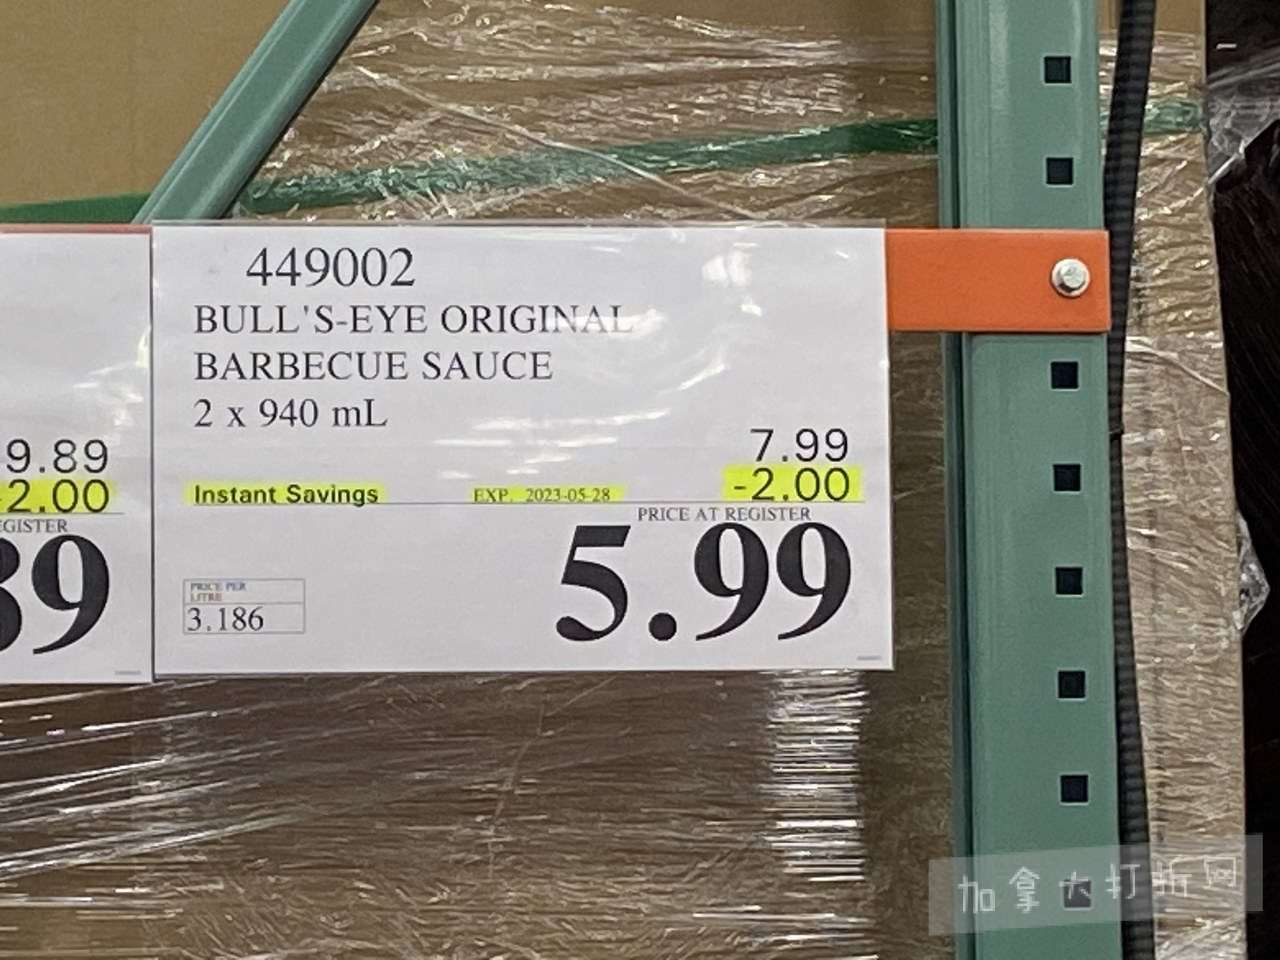 449002
BULL'S-EYE ORIGINAL
BARBECUE SAUCE
2 x 940 mL
7.99
Instant Savings EXP. 2023-05-28 -2.00
PRICE AT REGISTER
5.99
PRICE PER
LITRE
3.186
9.89
-2.00
EGISTER
89
加拿大打折网